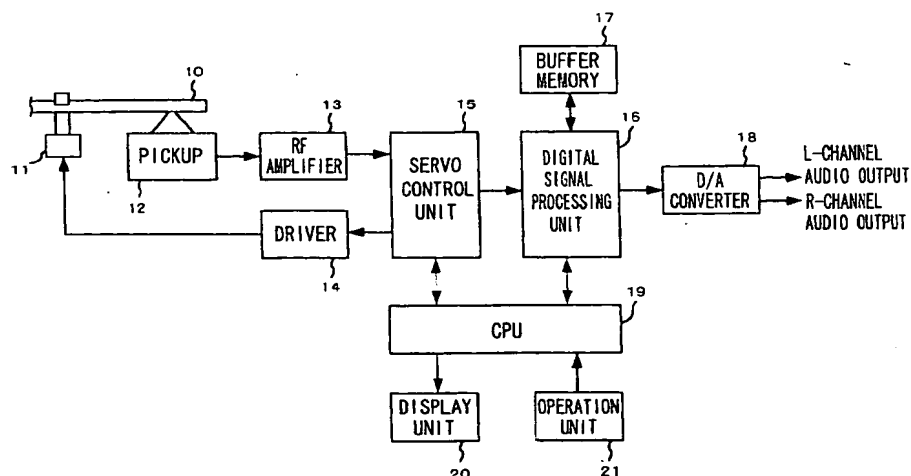 17
BUFFER
MEMORY
10
13
15
16
18
RF
AMPLIFIER
PICKUP
11
12
SERVO
CONTROL
UNIT
DIGITAL
SIGNAL
PROCESSING
UNIT
D/A
CONVERTER
L-CHANNEL
AUDIO OUTPUT
R-CHANNEL
AUDIO OUTPUT
DRIVER
14
19
CPU
DISPLAY
UNIT
OPERATION
UNIT
20
21